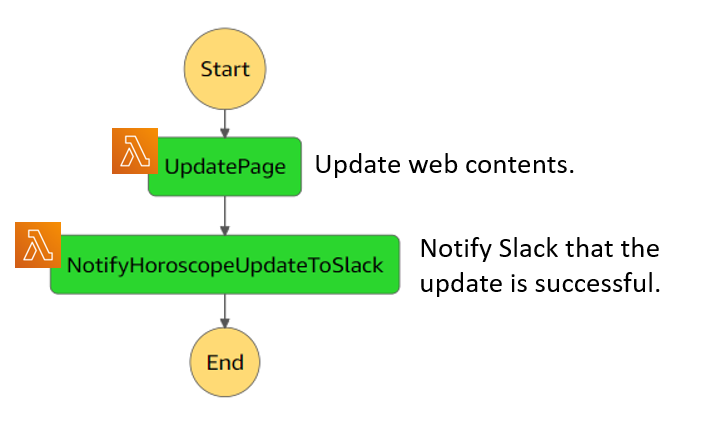 Start
UpdatePage
Update web contents.
NotifyHoroscopeUpdateToSlack
Notify Slack that the
update is successful.
End